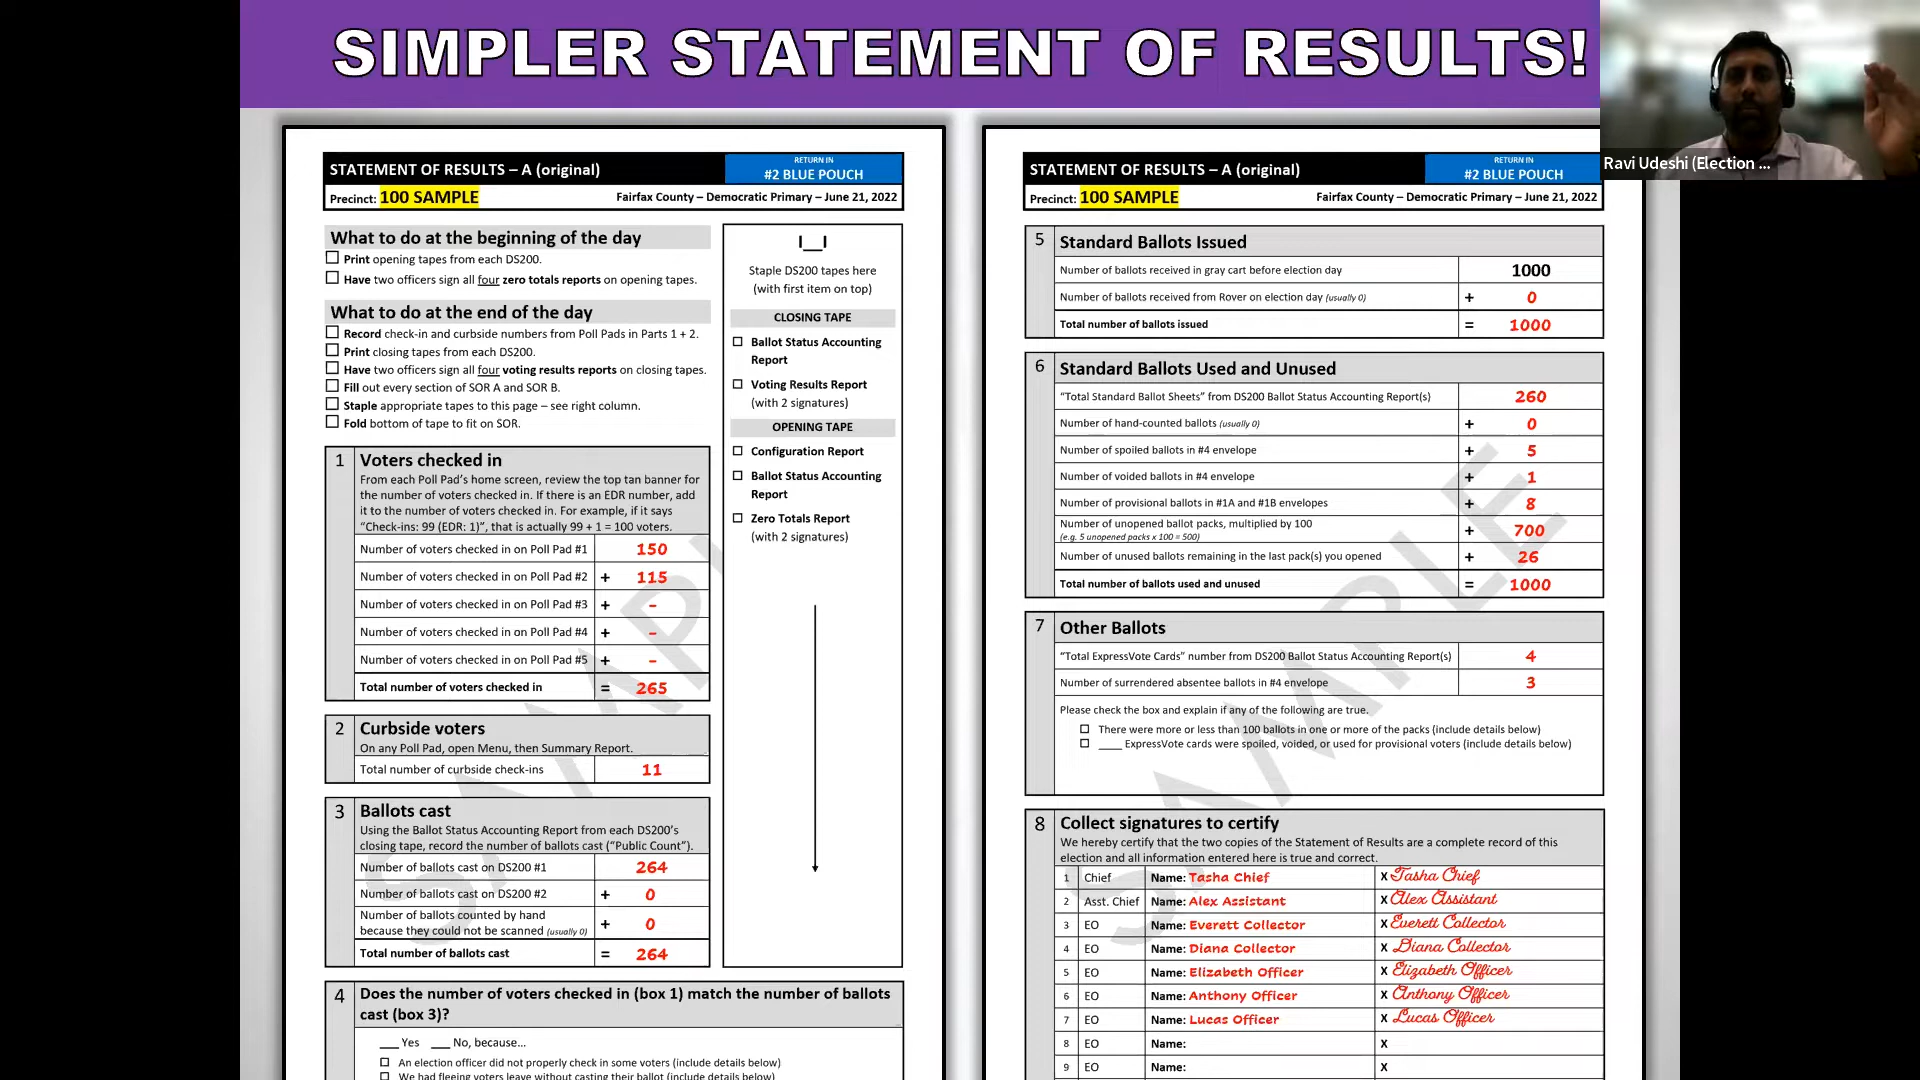 SIMPLER STATEMENT OF RESULTS!
Ravi Udeshi (Election ...
STATEMENT OF RESULTS – A (original)
RETURN IN
#2 BLUE POUCH
Precinct: 100 SAMPLE
Fairfax County – Democratic Primary – June 21, 2022
What to do at the beginning of the day
Print opening tapes from each DS200.
Have two officers sign all four zero totals reports on opening tapes.
What to do at the end of the day
Record check-in and curbside numbers from Poll Pads in Parts 1 + 2.
Print closing tapes from each DS200.
Have two officers sign all four voting results reports on closing tapes.
Fill out every section of SOR A and SOR B.
Staple appropriate tapes to this page – see right column.
Fold bottom of tape to fit on SOR.
1 Voters checked in
From each Poll Pad's home screen, review the top tan banner for
the number of voters checked in. If there is an EDR number, add
it to the number of voters checked in. For example, if it says
"Check-ins: 99 (EDR: 1)", that is actually 99 + 1 = 100 voters.
Number of voters checked in on Poll Pad #1 150
Number of voters checked in on Poll Pad #2 + 115
Number of voters checked in on Poll Pad #3 + –
Number of voters checked in on Poll Pad #4 + –
Number of voters checked in on Poll Pad #5 + –
Total number of voters checked in = 265
2 Curbside voters
On any Poll Pad, open Menu, then Summary Report.
Total number of curbside check-ins 11
3 Ballots cast
Using the Ballot Status Accounting Report from each DS200's
closing tape, record the number of ballots cast ("Public Count").
Number of ballots cast on DS200 #1 264
Number of ballots cast on DS200 #2 + 0
Number of ballots counted by hand
because they could not be scanned (usually 0) + 0
Total number of ballots cast = 264
4 Does the number of voters checked in (box 1) match the number of ballots
cast (box 3)?
___ Yes ___ No, because...
An election officer did not properly check in some voters (include details below)
We had fleeing voters leave without casting their ballot (include details below)
I__I
Staple DS200 tapes here
(with first item on top)
CLOSING TAPE
Ballot Status Accounting
Report
Voting Results Report
(with 2 signatures)
OPENING TAPE
Configuration Report
Ballot Status Accounting
Report
Zero Totals Report
(with 2 signatures)
SAMPL
STATEMENT OF RESULTS – A (original)
RETURN IN
#2 BLUE POUCH
Precinct: 100 SAMPLE
Fairfax County – Democratic Primary – June 21, 2022
5 Standard Ballots Issued
Number of ballots received in gray cart before election day 1000
Number of ballots received from Rover on election day (usually 0) + 0
Total number of ballots issued = 1000
6 Standard Ballots Used and Unused
"Total Standard Ballot Sheets" from DS200 Ballot Status Accounting Report(s) 260
Number of hand-counted ballots (usually 0) + 0
Number of spoiled ballots in #4 envelope + 5
Number of voided ballots in #4 envelope + 1
Number of provisional ballots in #1A and #1B envelopes + 8
Number of unopened ballot packs, multiplied by 100
(e.g. 5 unopened packs x 100 = 500) + 700
Number of unused ballots remaining in the last pack(s) you opened + 26
Total number of ballots used and unused = 1000
7 Other Ballots
"Total ExpressVote Cards" number from DS200 Ballot Status Accounting Report(s) 4
Number of surrendered absentee ballots in #4 envelope 3
Please check the box and explain if any of the following are true.
There were more or less than 100 ballots in one or more of the packs (include details below)
____ ExpressVote cards were spoiled, voided, or used for provisional voters (include details below)
8 Collect signatures to certify
We hereby certify that the two copies of the Statement of Results are a complete record of this
election and all information entered here is true and correct.
1 Chief Name: Tasha Chief X Tasha Chief
2 Asst. Chief Name: Alex Assistant X Alex Assistant
3 EO Name: Everett Collector X Everett Collector
4 EO Name: Diana Collector X Diana Collector
5 EO Name: Elizabeth Officer X Elizabeth Officer
6 EO Name: Anthony Officer X Anthony Officer
7 EO Name: Lucas Officer X Lucas Officer
8 EO Name: X
9 EO Name: X
SAMPLE